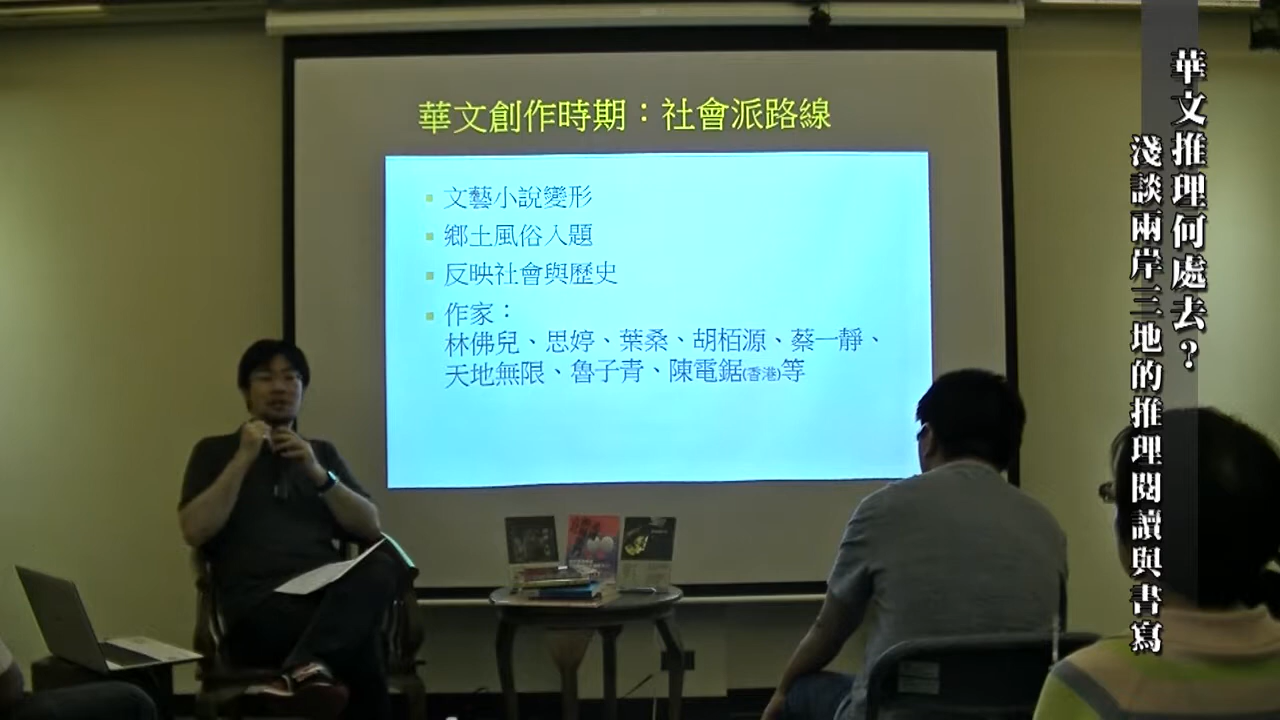 華文創作時期：社會派路線
文藝小說變形
鄉土風俗入題
反映社會與歷史
作家：
林佛兒、思婷、葉桑、胡柏源、蔡一靜、
天地無限、魯子青、陳電鋸(香港)等
華文推理何處去？
淺談兩岸三地的推理閱讀與書寫